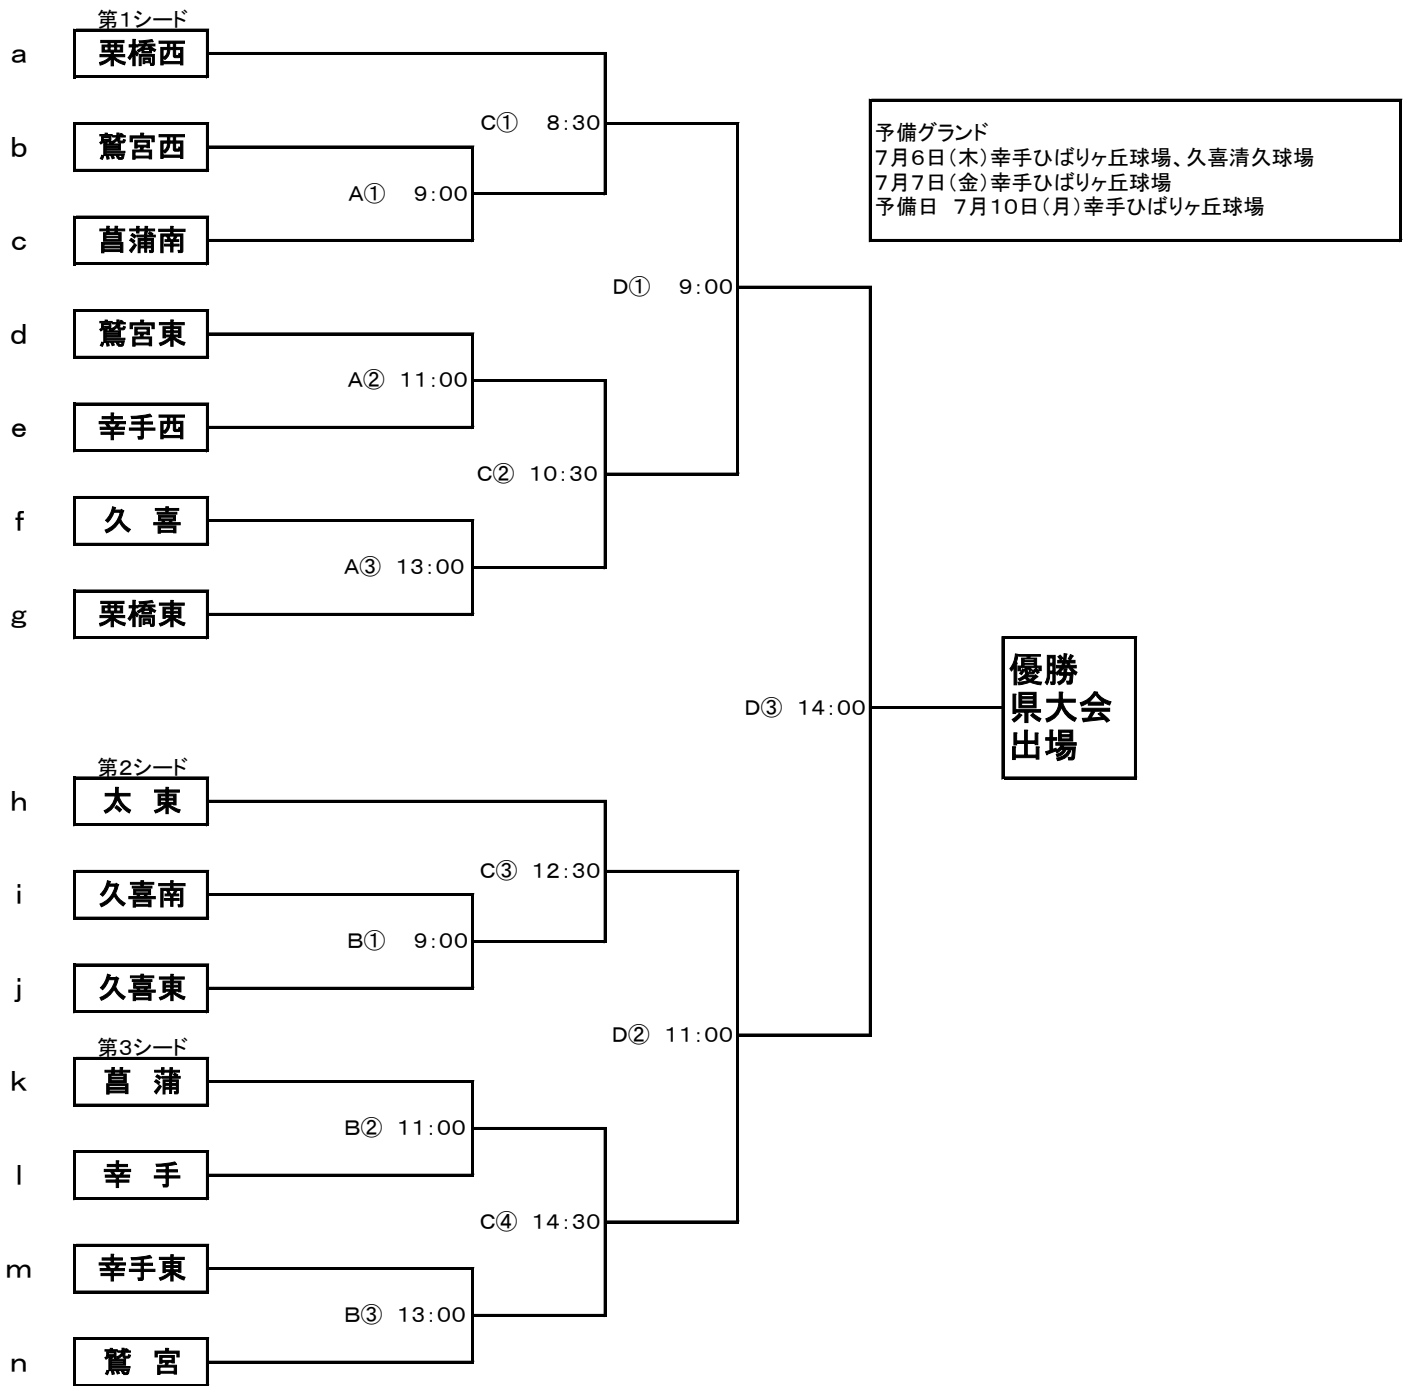 第１シード
a 栗橋西
C① 8:30
b 鷲宮西
A① 9:00
c 菖蒲南
予備グランド
７月６日（木）幸手ひばりヶ丘球場、久喜清久球場
７月７日（金）幸手ひばりヶ丘球場
予備日　７月１０日（月）幸手ひばりヶ丘球場
D① 9:00
d 鷲宮東
A② 11:00
e 幸手西
C② 10:30
f 久　喜
A③ 13:00
g 栗橋東
優勝
県大会
出場
D③ 14:00
第２シード
h 太　東
C③ 12:30
i 久喜南
B① 9:00
j 久喜東
D② 11:00
第３シード
k 菖　蒲
B② 11:00
l 幸　手
C④ 14:30
m 幸手東
B③ 13:00
n 鷲　宮